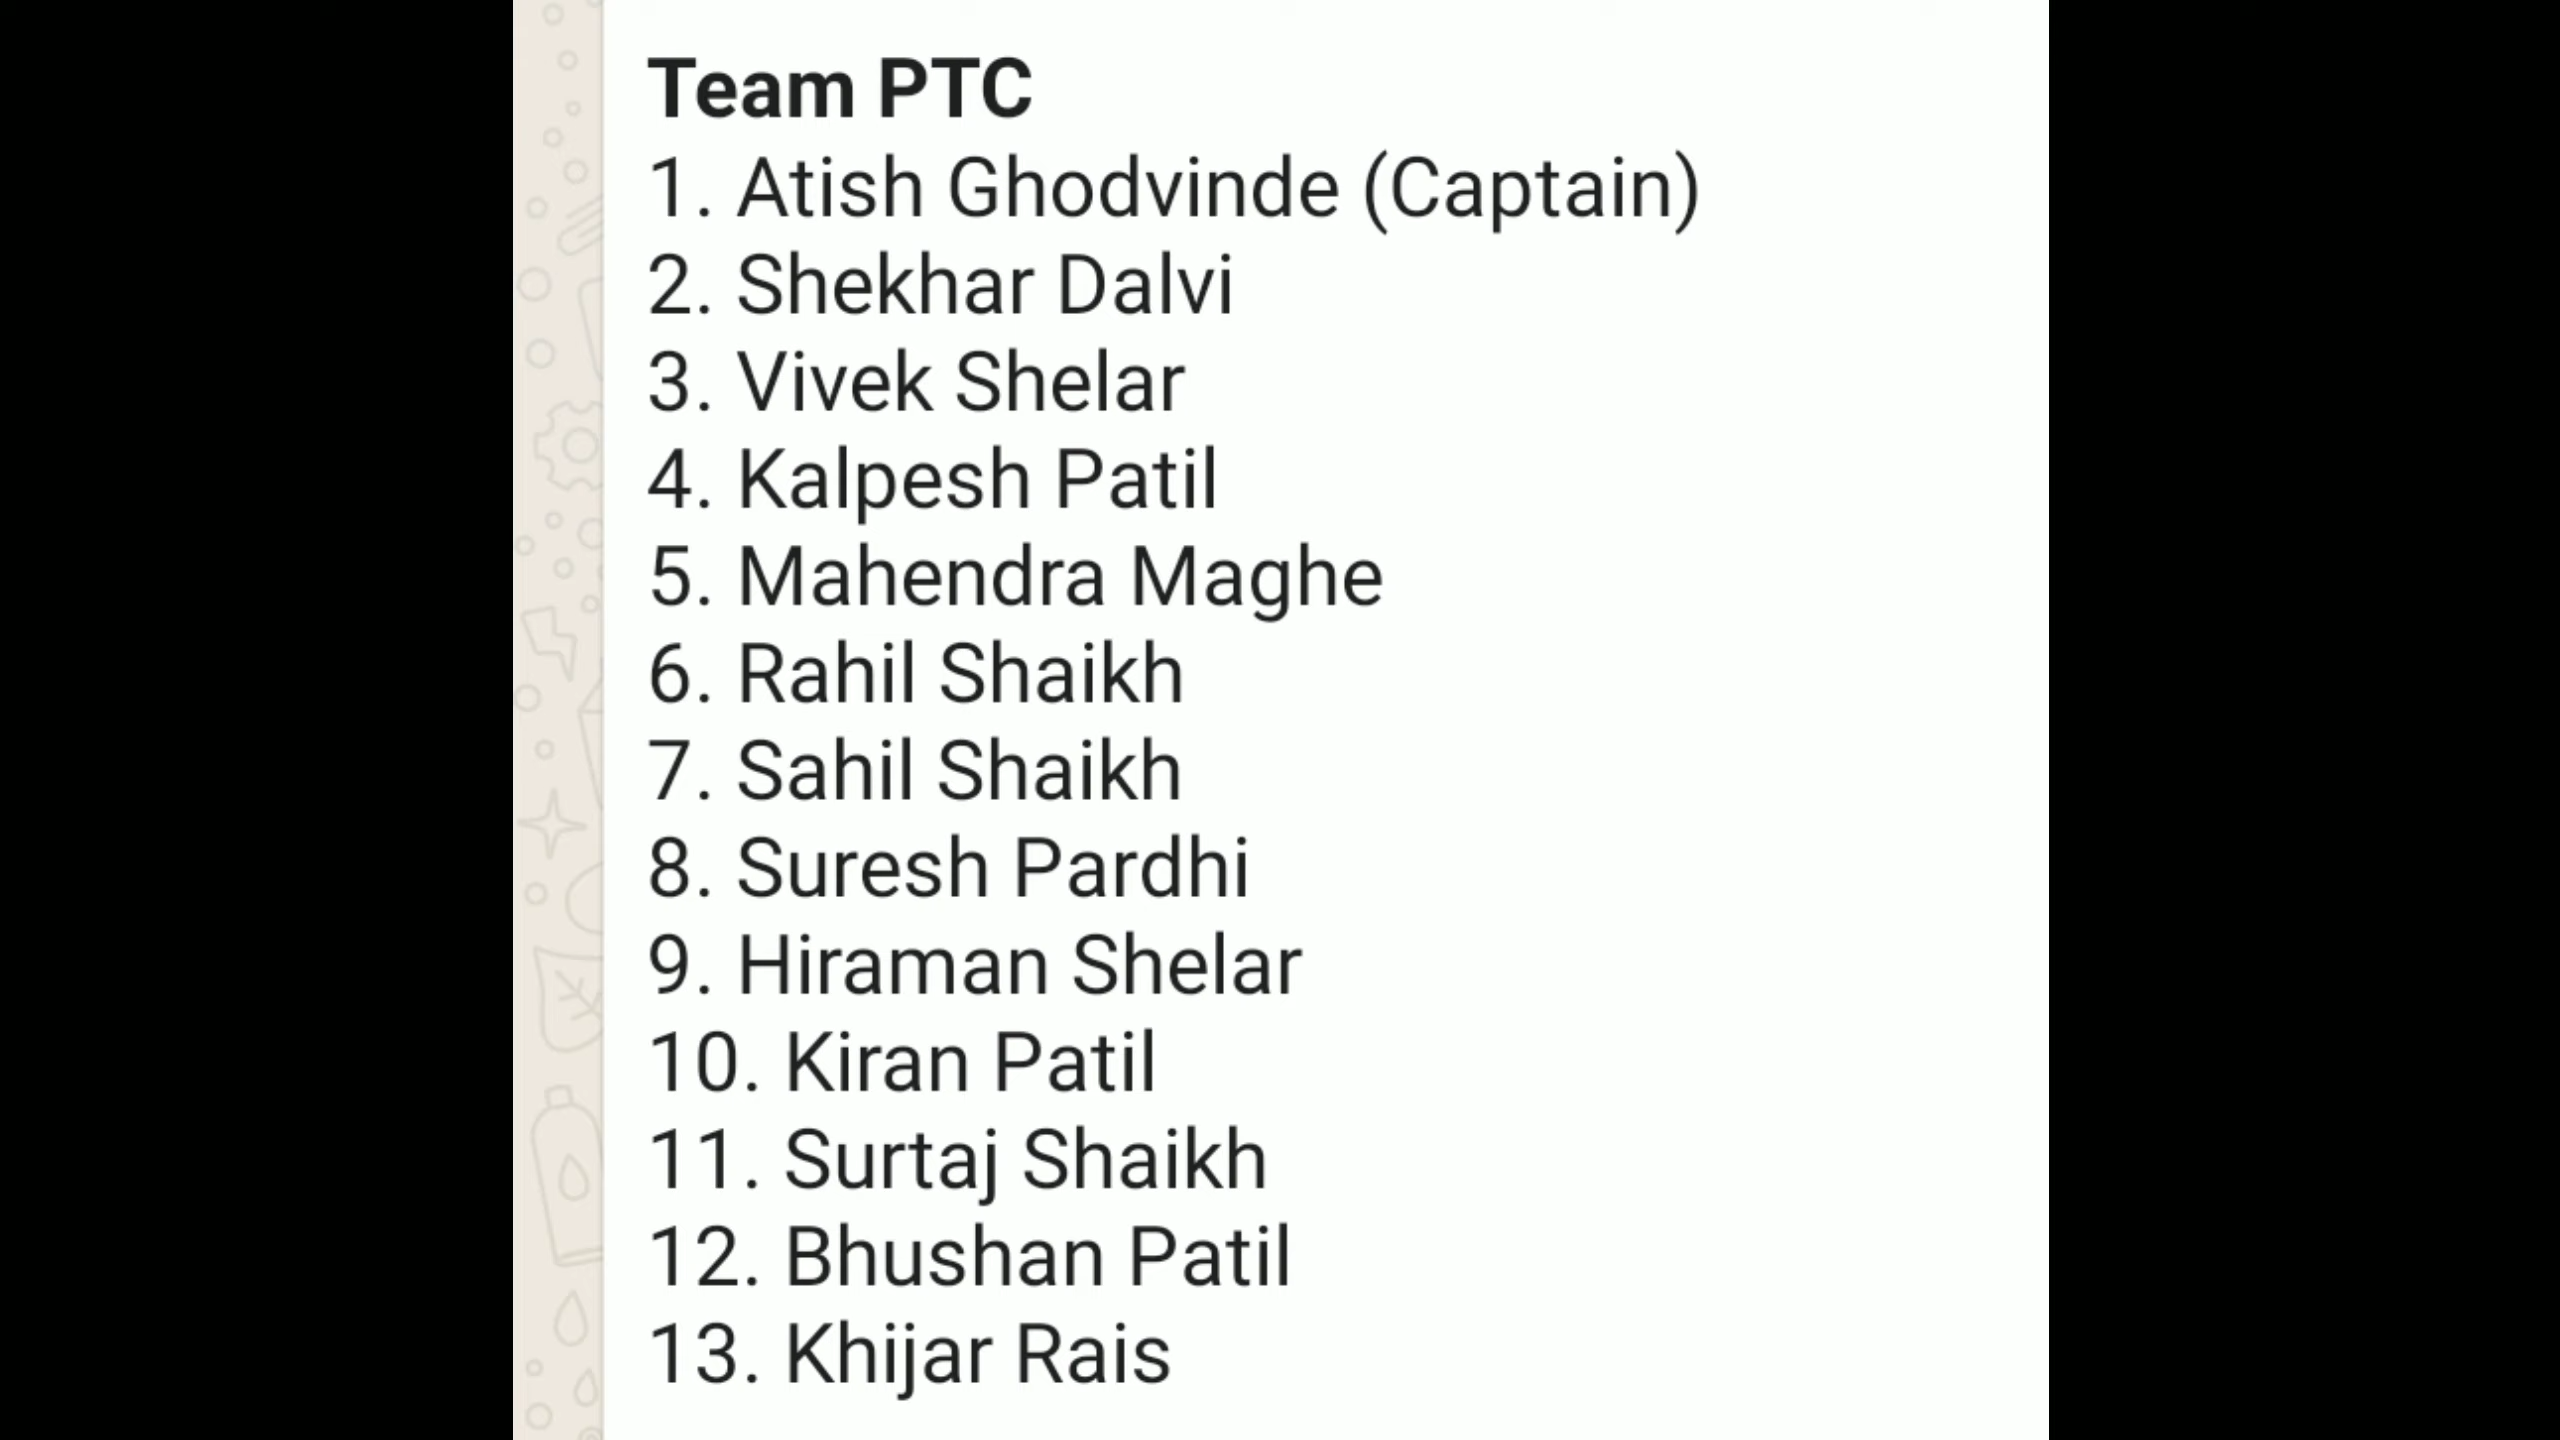 Team PTC
1. Atish Ghodvinde (Captain)
2. Shekhar Dalvi
3. Vivek Shelar
4. Kalpesh Patil
5. Mahendra Maghe
6. Rahil Shaikh
7. Sahil Shaikh
8. Suresh Pardhi
9. Hiraman Shelar
10. Kiran Patil
11. Surtaj Shaikh
12. Bhushan Patil
13. Khijar Rais